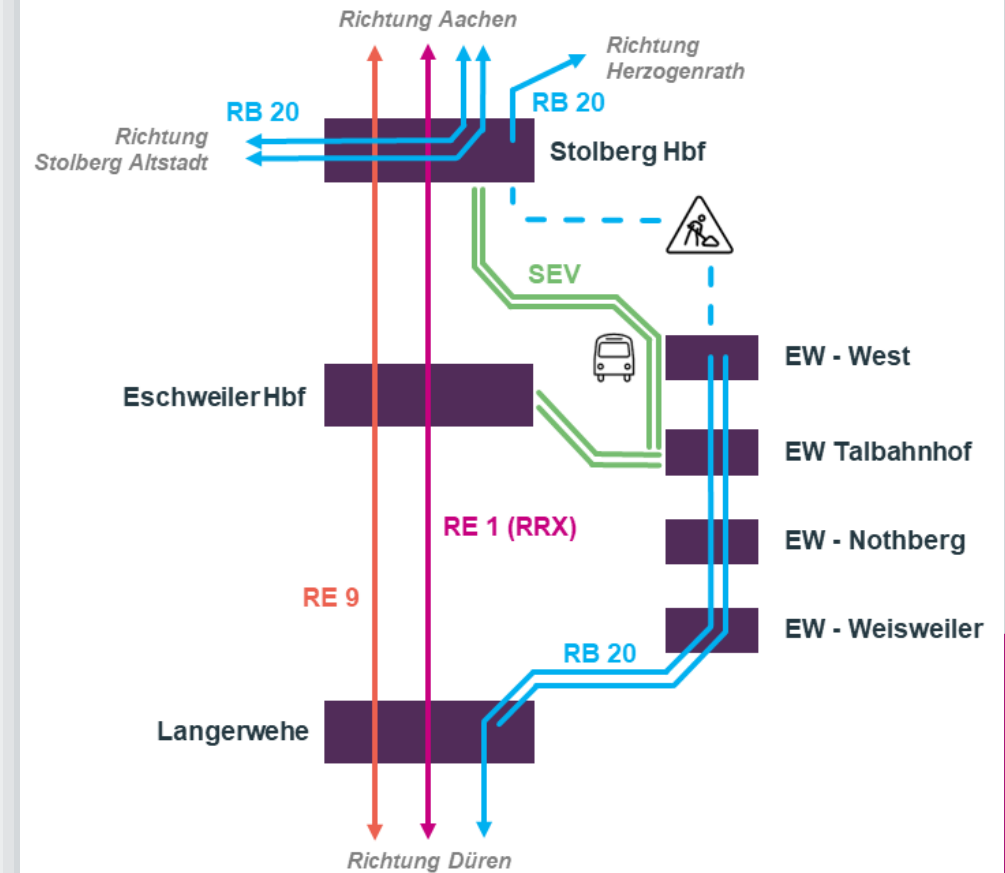 Richtung Aachen
Richtung
Herzogenrath
RB 20
RB 20
Richtung
Stolberg Altstadt
Stolberg Hbf
SEV
EW - West
Eschweiler Hbf
EW Talbahnhof
RE 1 (RRX)
EW - Nothberg
RE 9
EW - Weisweiler
RB 20
Langerwehe
Richtung Düren